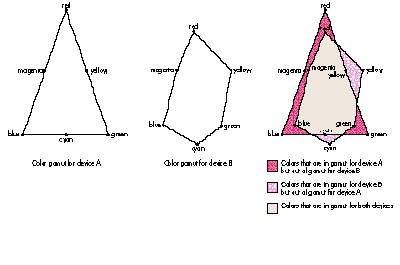 red
magenta
yellow
blue
cyan
green
Color gamut for device A
red
magenta
yellow
blue
green
cyan
Color gamut for device B
red
magenta
magenta
yellow
yellow
blue
blue
green
green
cyan
cyan
Colors that are in gamut for device A
but out of gamut for device B
Colors that are in gamut for device B
but out of gamut for device A
Colors that are in gamut for both devices